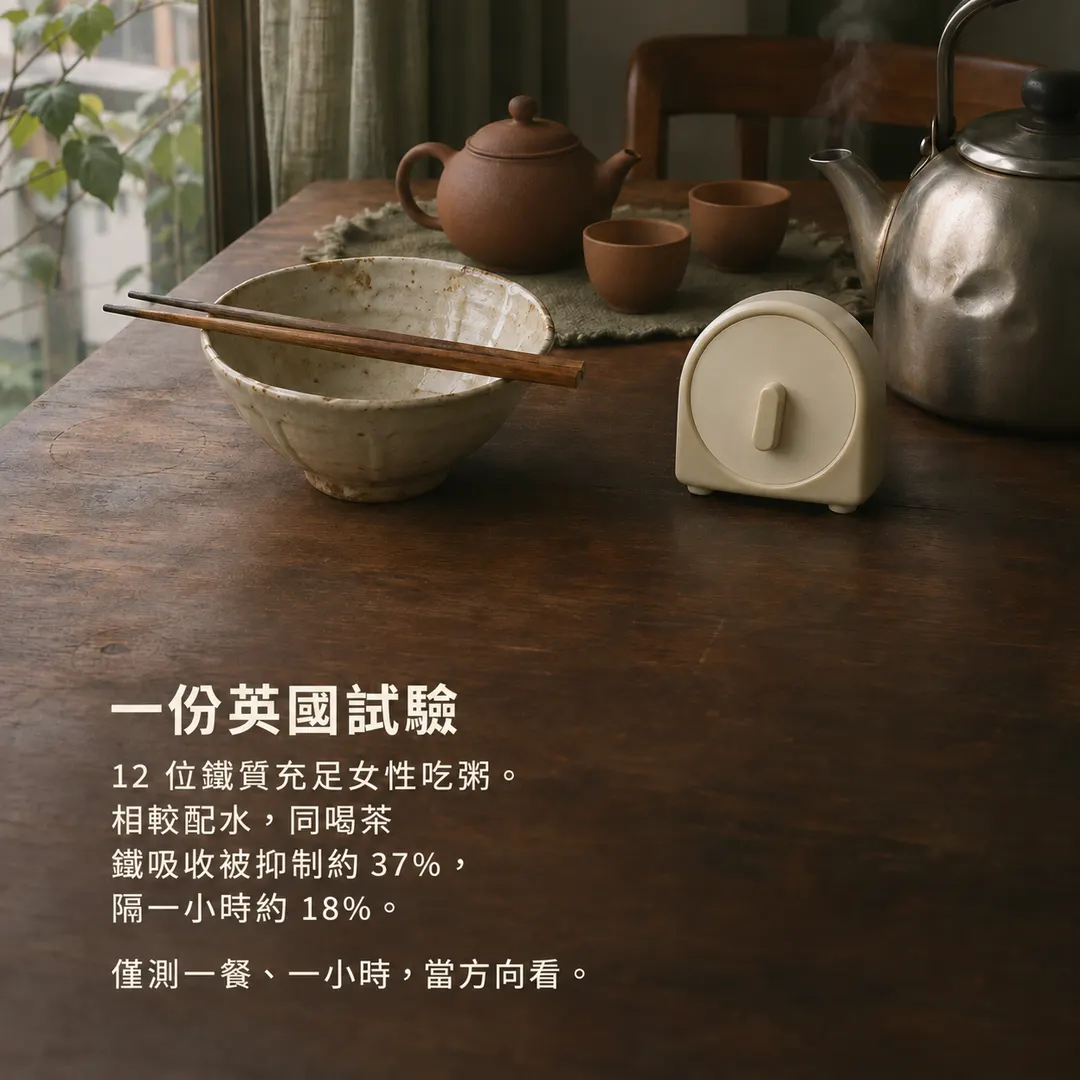 一份英國試驗
12 位鐵質充足女性吃粥。
相較配水，同喝茶
鐵吸收被抑制約 37%，
隔一小時約 18%。
僅測一餐、一小時，當方向看。